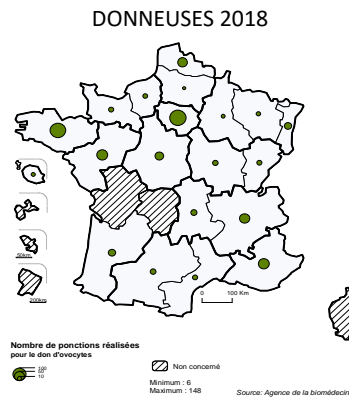 DONNEUSES 2018
50km
200km
0 100 Km
Nombre de ponctions réalisées
pour le don d'ovocytes
100
10
Non concerné
Minimum : 6
Maximum : 148
Source: Agence de la biomédecin